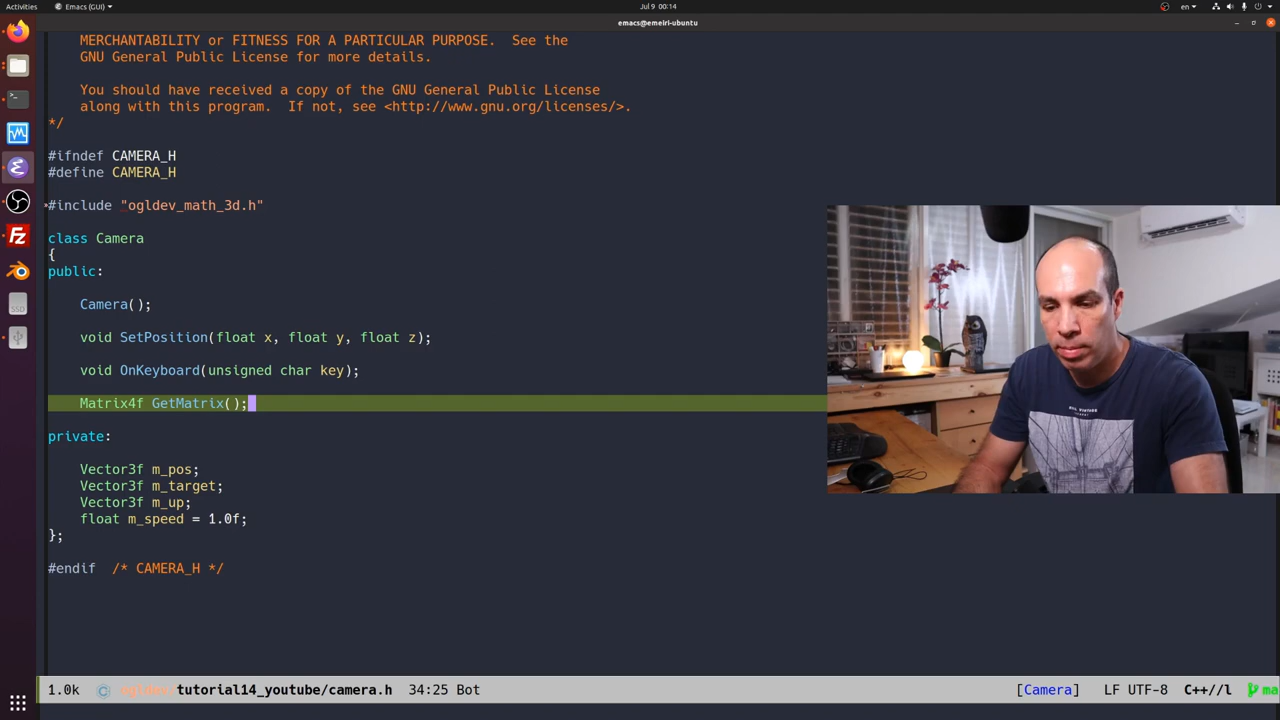 Activities
Emacs (GUI)
Jul 9 00:14
en
emacs@emeiri-ubuntu
MERCHANTABILITY or FITNESS FOR A PARTICULAR PURPOSE.  See the
GNU General Public License for more details.
You should have received a copy of the GNU General Public License
along with this program.  If not, see <http://www.gnu.org/licenses/>.
*/
#ifndef CAMERA_H
#define CAMERA_H
#include "ogldev_math_3d.h"
class Camera
{
public:
Camera();
void SetPosition(float x, float y, float z);
void OnKeyboard(unsigned char key);
Matrix4f GetMatrix();
private:
Vector3f m_pos;
Vector3f m_target;
Vector3f m_up;
float m_speed = 1.0f;
};
#endif  /* CAMERA_H */
1.0k ogldev/tutorial14_youtube/camera.h 34:25 Bot [Camera] LF UTF-8 C++//l ma